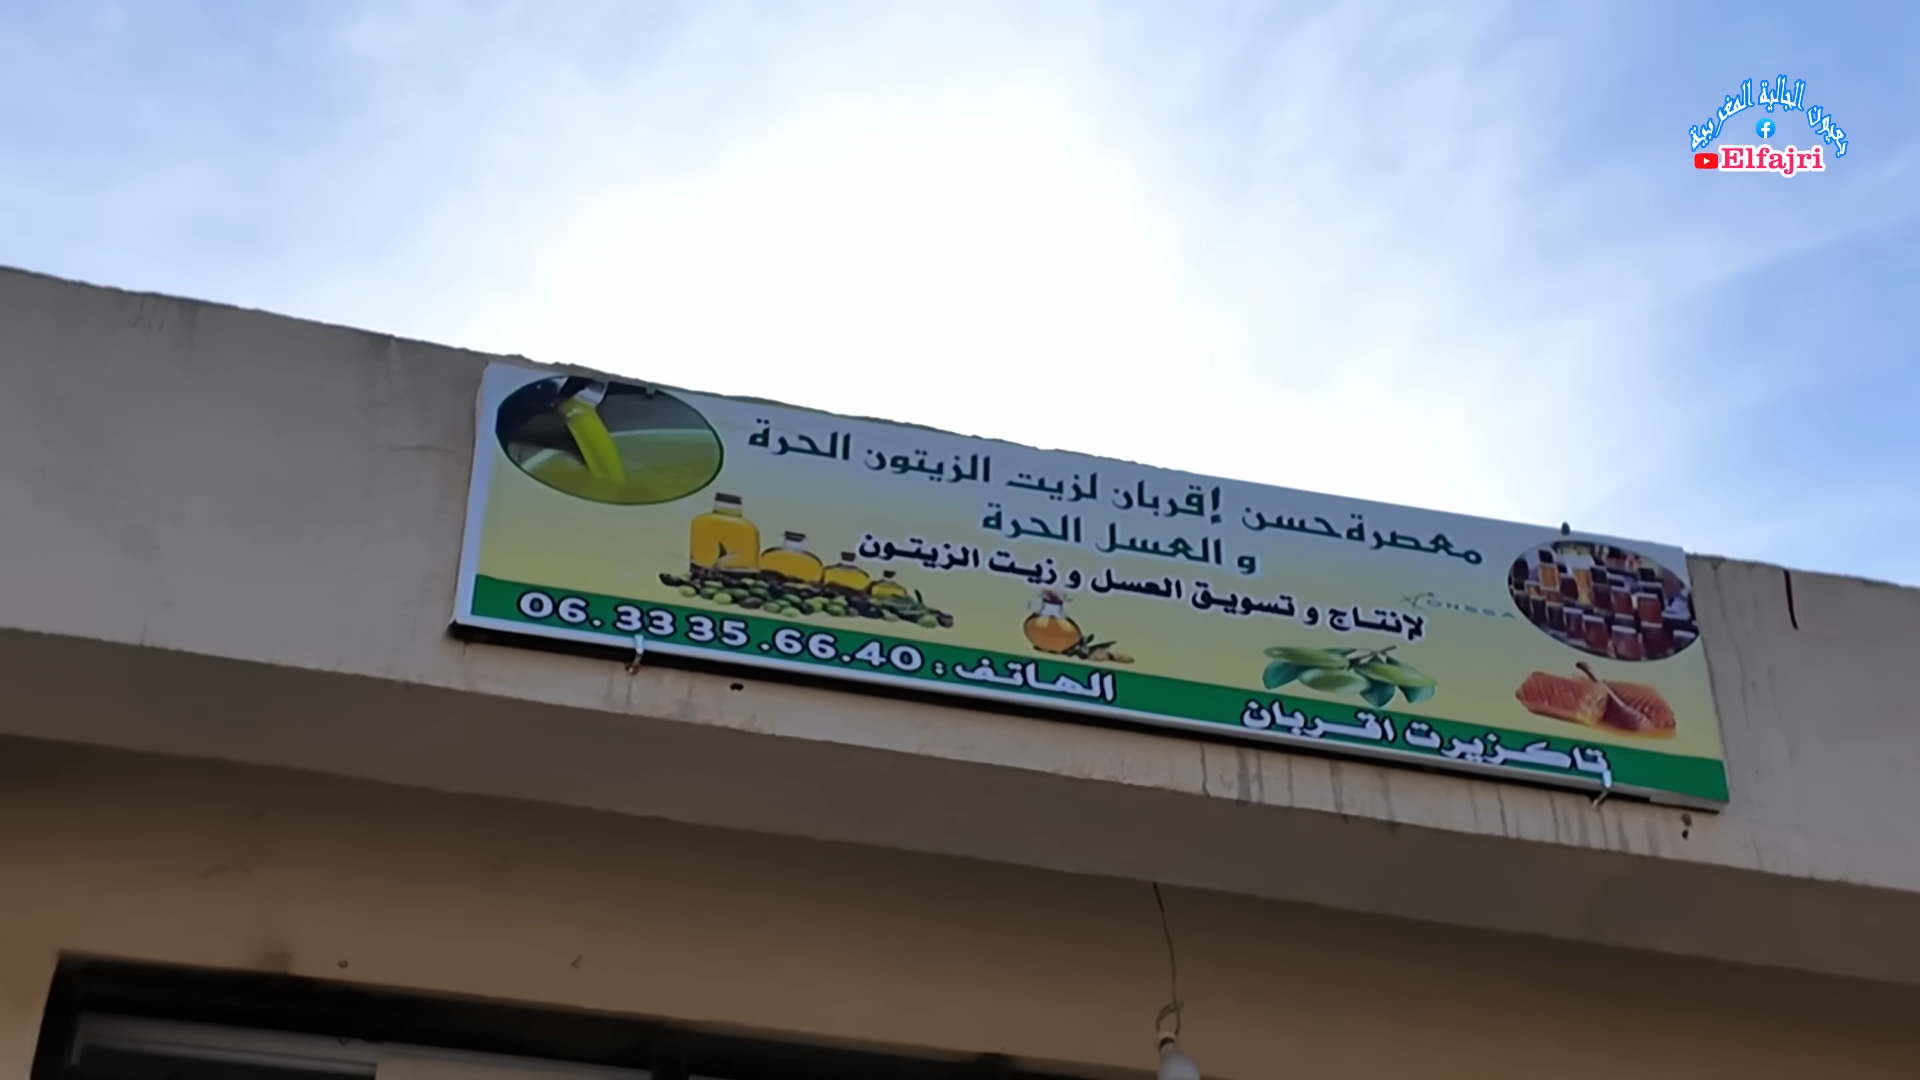 عيون الجالية المغربية
Elfajri
معصرة حسن إقربان لزيت الزيتون الحرة
و العسل الحرة
لإنتاج و تسويق العسل و زيت الزيتون
ONSSA
الهاتف : 06. 33 35 .66.40
تاكزيرت اقربان